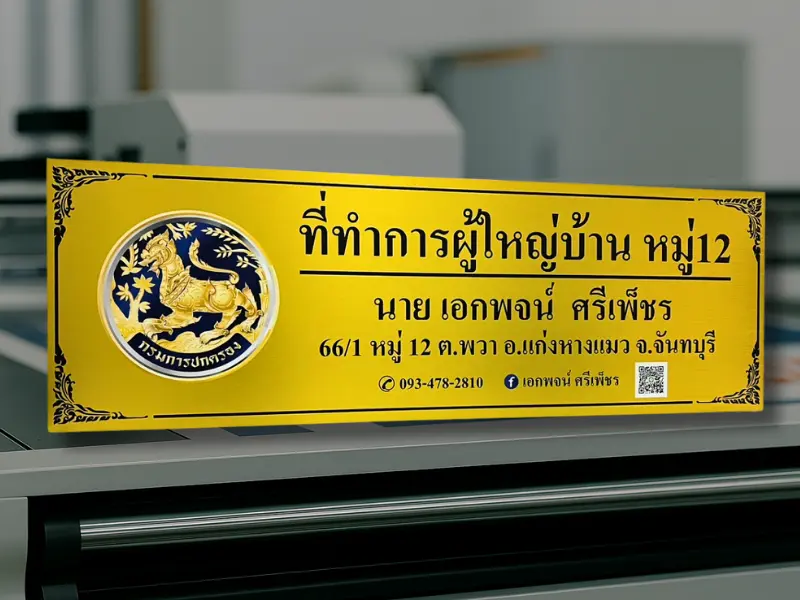 ที่ทำการผู้ใหญ่บ้าน หมู่12
นาย เอกพจน์ ศรีเพ็ชร
66/1 หมู่ 12 ต.พวา อ.แก่งหางแมว จ.จันทบุรี
093-478-2810 เอกพจน์ ศรีเพ็ชร
กรมการปกครอง